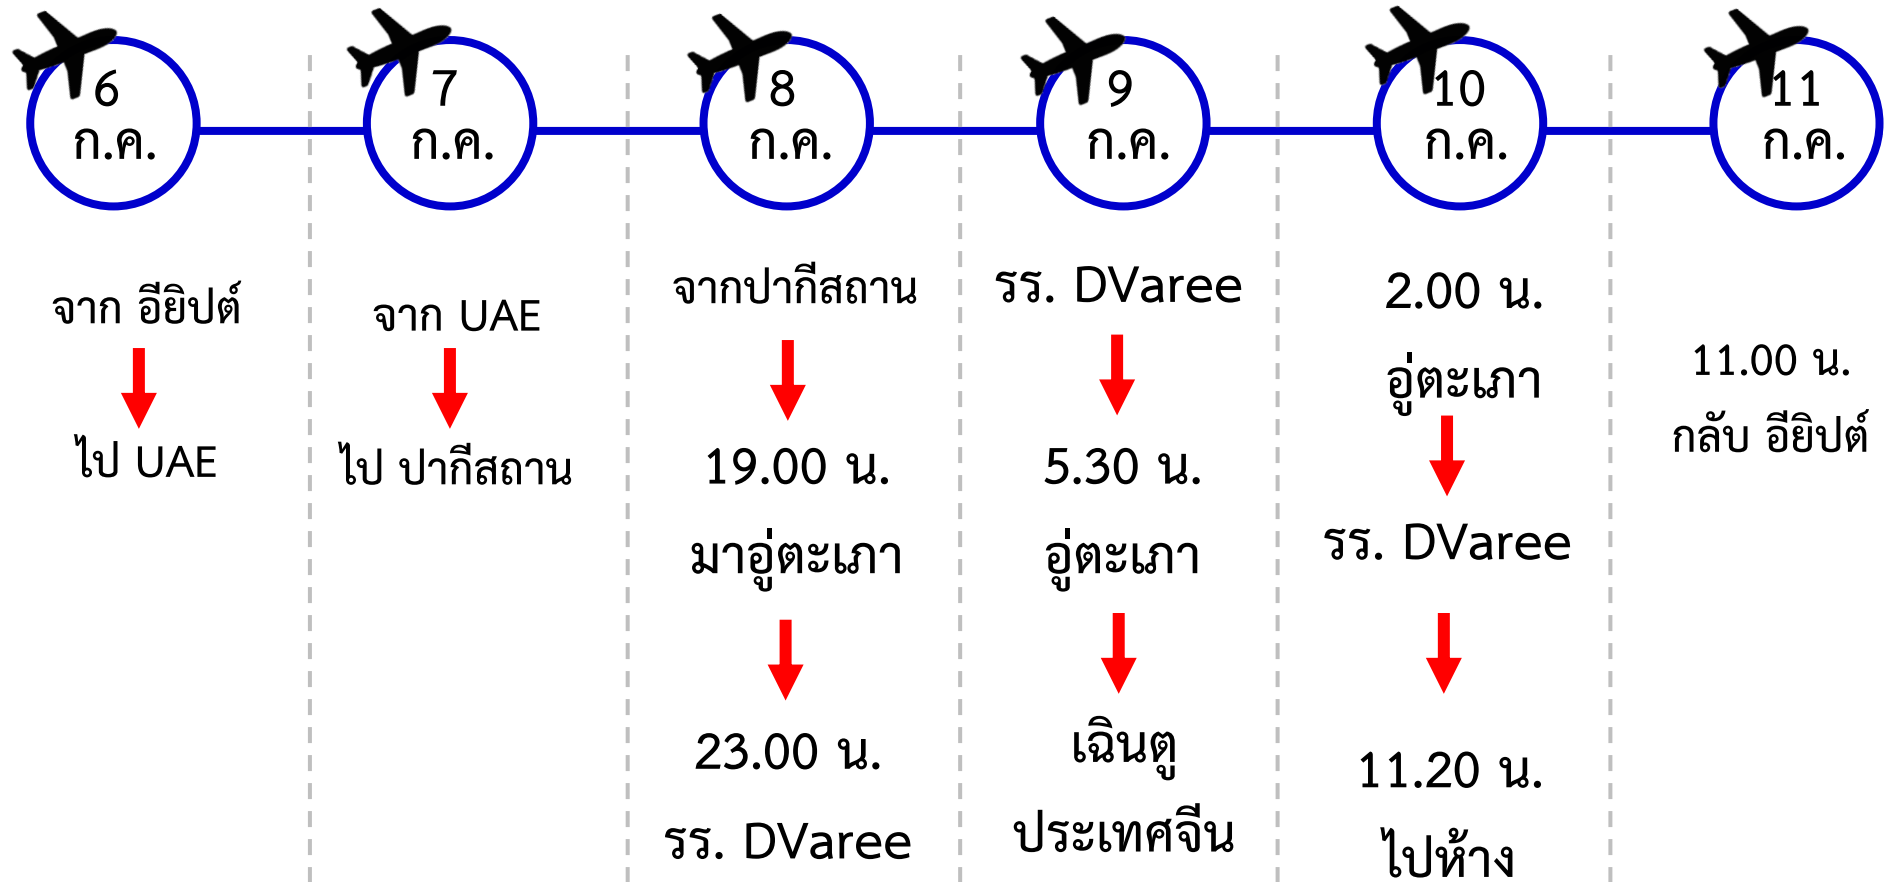 6
ก.ค.
7
ก.ค.
8
ก.ค.
9
ก.ค.
10
ก.ค.
11
ก.ค.
จาก อียิปต์
ไป UAE
จาก UAE
ไป ปากีสถาน
จากปากีสถาน
19.00 น.
มาอู่ตะเภา
23.00 น.
รร. DVaree
รร. DVaree
5.30 น.
อู่ตะเภา
เฉินตู
ประเทศจีน
2.00 น.
อู่ตะเภา
รร. DVaree
11.20 น.
ไปห้าง
11.00 น.
กลับ อียิปต์